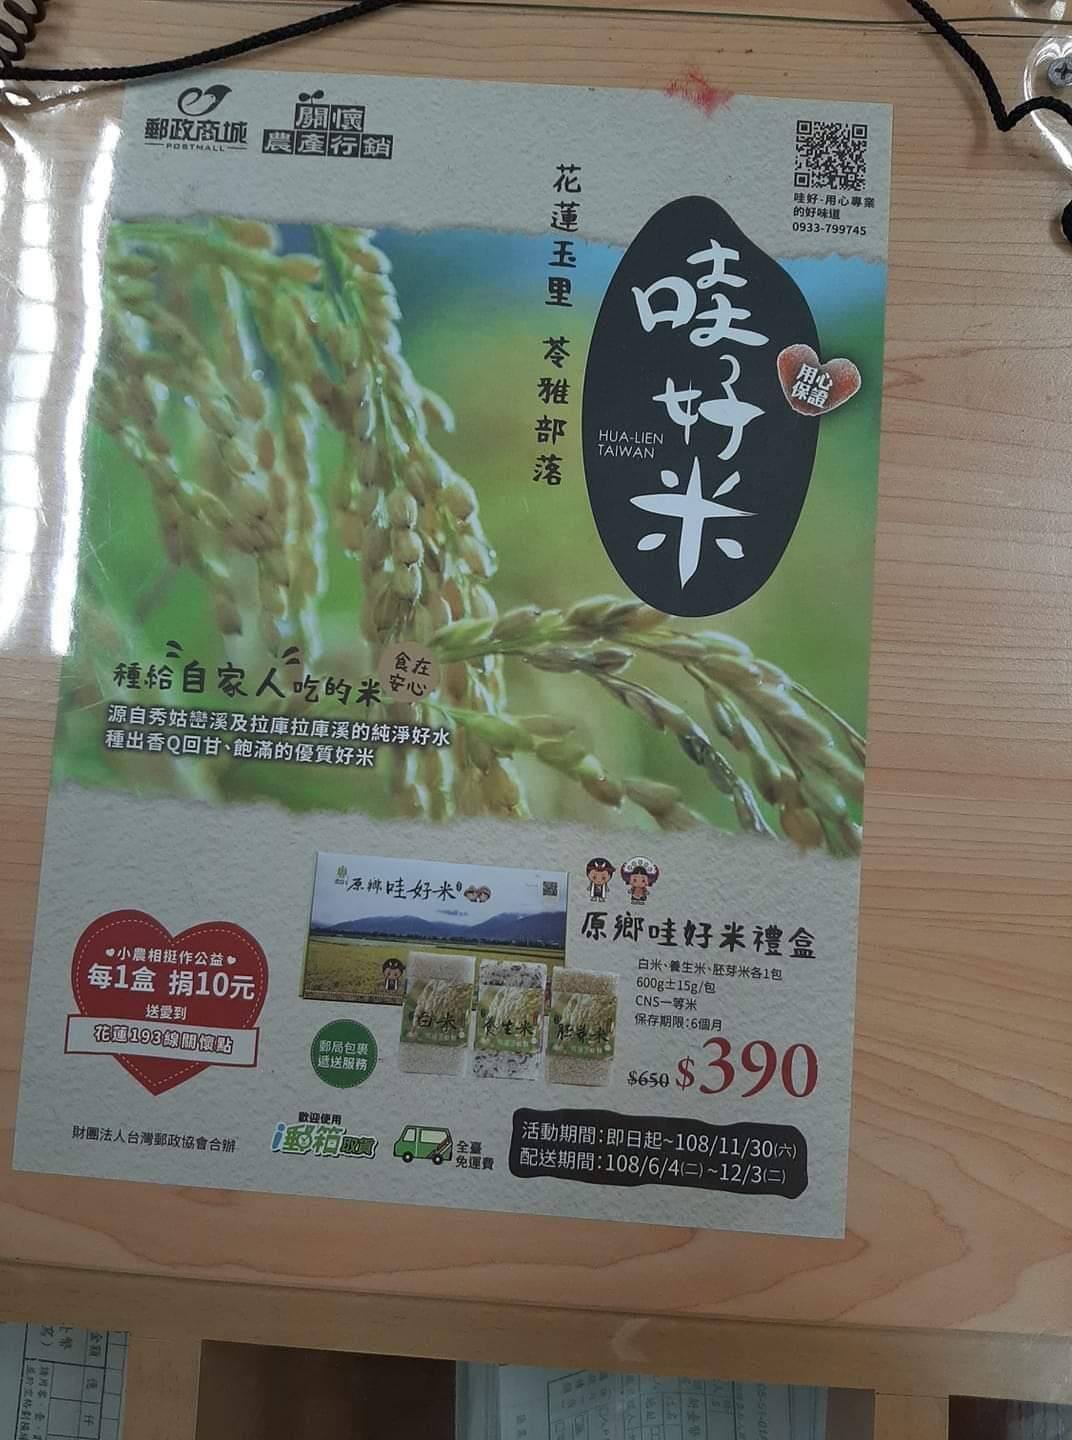 郵政商城
POSTMALL
關懷
農產行銷
哇好-用心專業
的好味道
0933-799745
花蓮玉里 苓雅部落
哇好米
HUA-LIEN
TAIWAN
用心
保證
種給自家人吃的米
食在
安心
源自秀姑巒溪及拉庫拉庫溪的純淨好水
種出香Q回甘、飽滿的優質好米
原鄉哇好米
白米
養生米
胚芽米
原鄉哇好米禮盒
白米、養生米、胚芽米各1包
600g±15g/包
CNS一等米
保存期限:6個月
$650 $390
小農相挺作公益
每1盒 捐10元
送愛到
花蓮193線關懷點
郵局包裹
遞送服務
財團法人台灣郵政協會合辦
歡迎使用
i郵箱取貨
全臺
免運費
活動期間:即日起~108/11/30(六)
配送期間:108/6/4(二)~12/3(二)